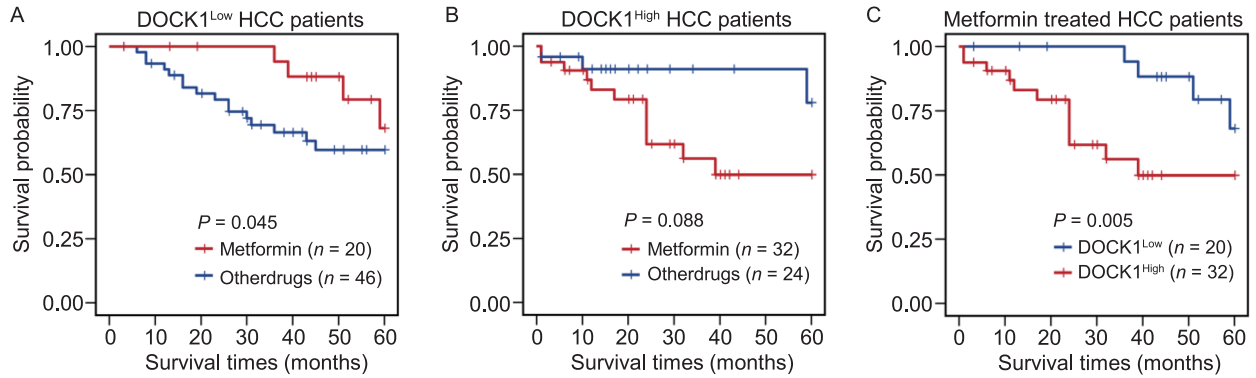 A
DOCK1Low HCC patients
Survival probability
1.00
0.75
0.50
0.25
0.00
P = 0.045
Metformin (n = 20)
Otherdrugs (n = 46)
0 10 20 30 40 50 60
Survival times (months)
B
DOCK1High HCC patients
Survival probability
1.00
0.75
0.50
0.25
0.00
P = 0.088
Metformin (n = 32)
Otherdrugs (n = 24)
0 10 20 30 40 50 60
Survival times (months)
C
Metformin treated HCC patients
Survival probability
1.00
0.75
0.50
0.25
0.00
P = 0.005
DOCK1Low (n = 20)
DOCK1High (n = 32)
0 10 20 30 40 50 60
Survival times (months)